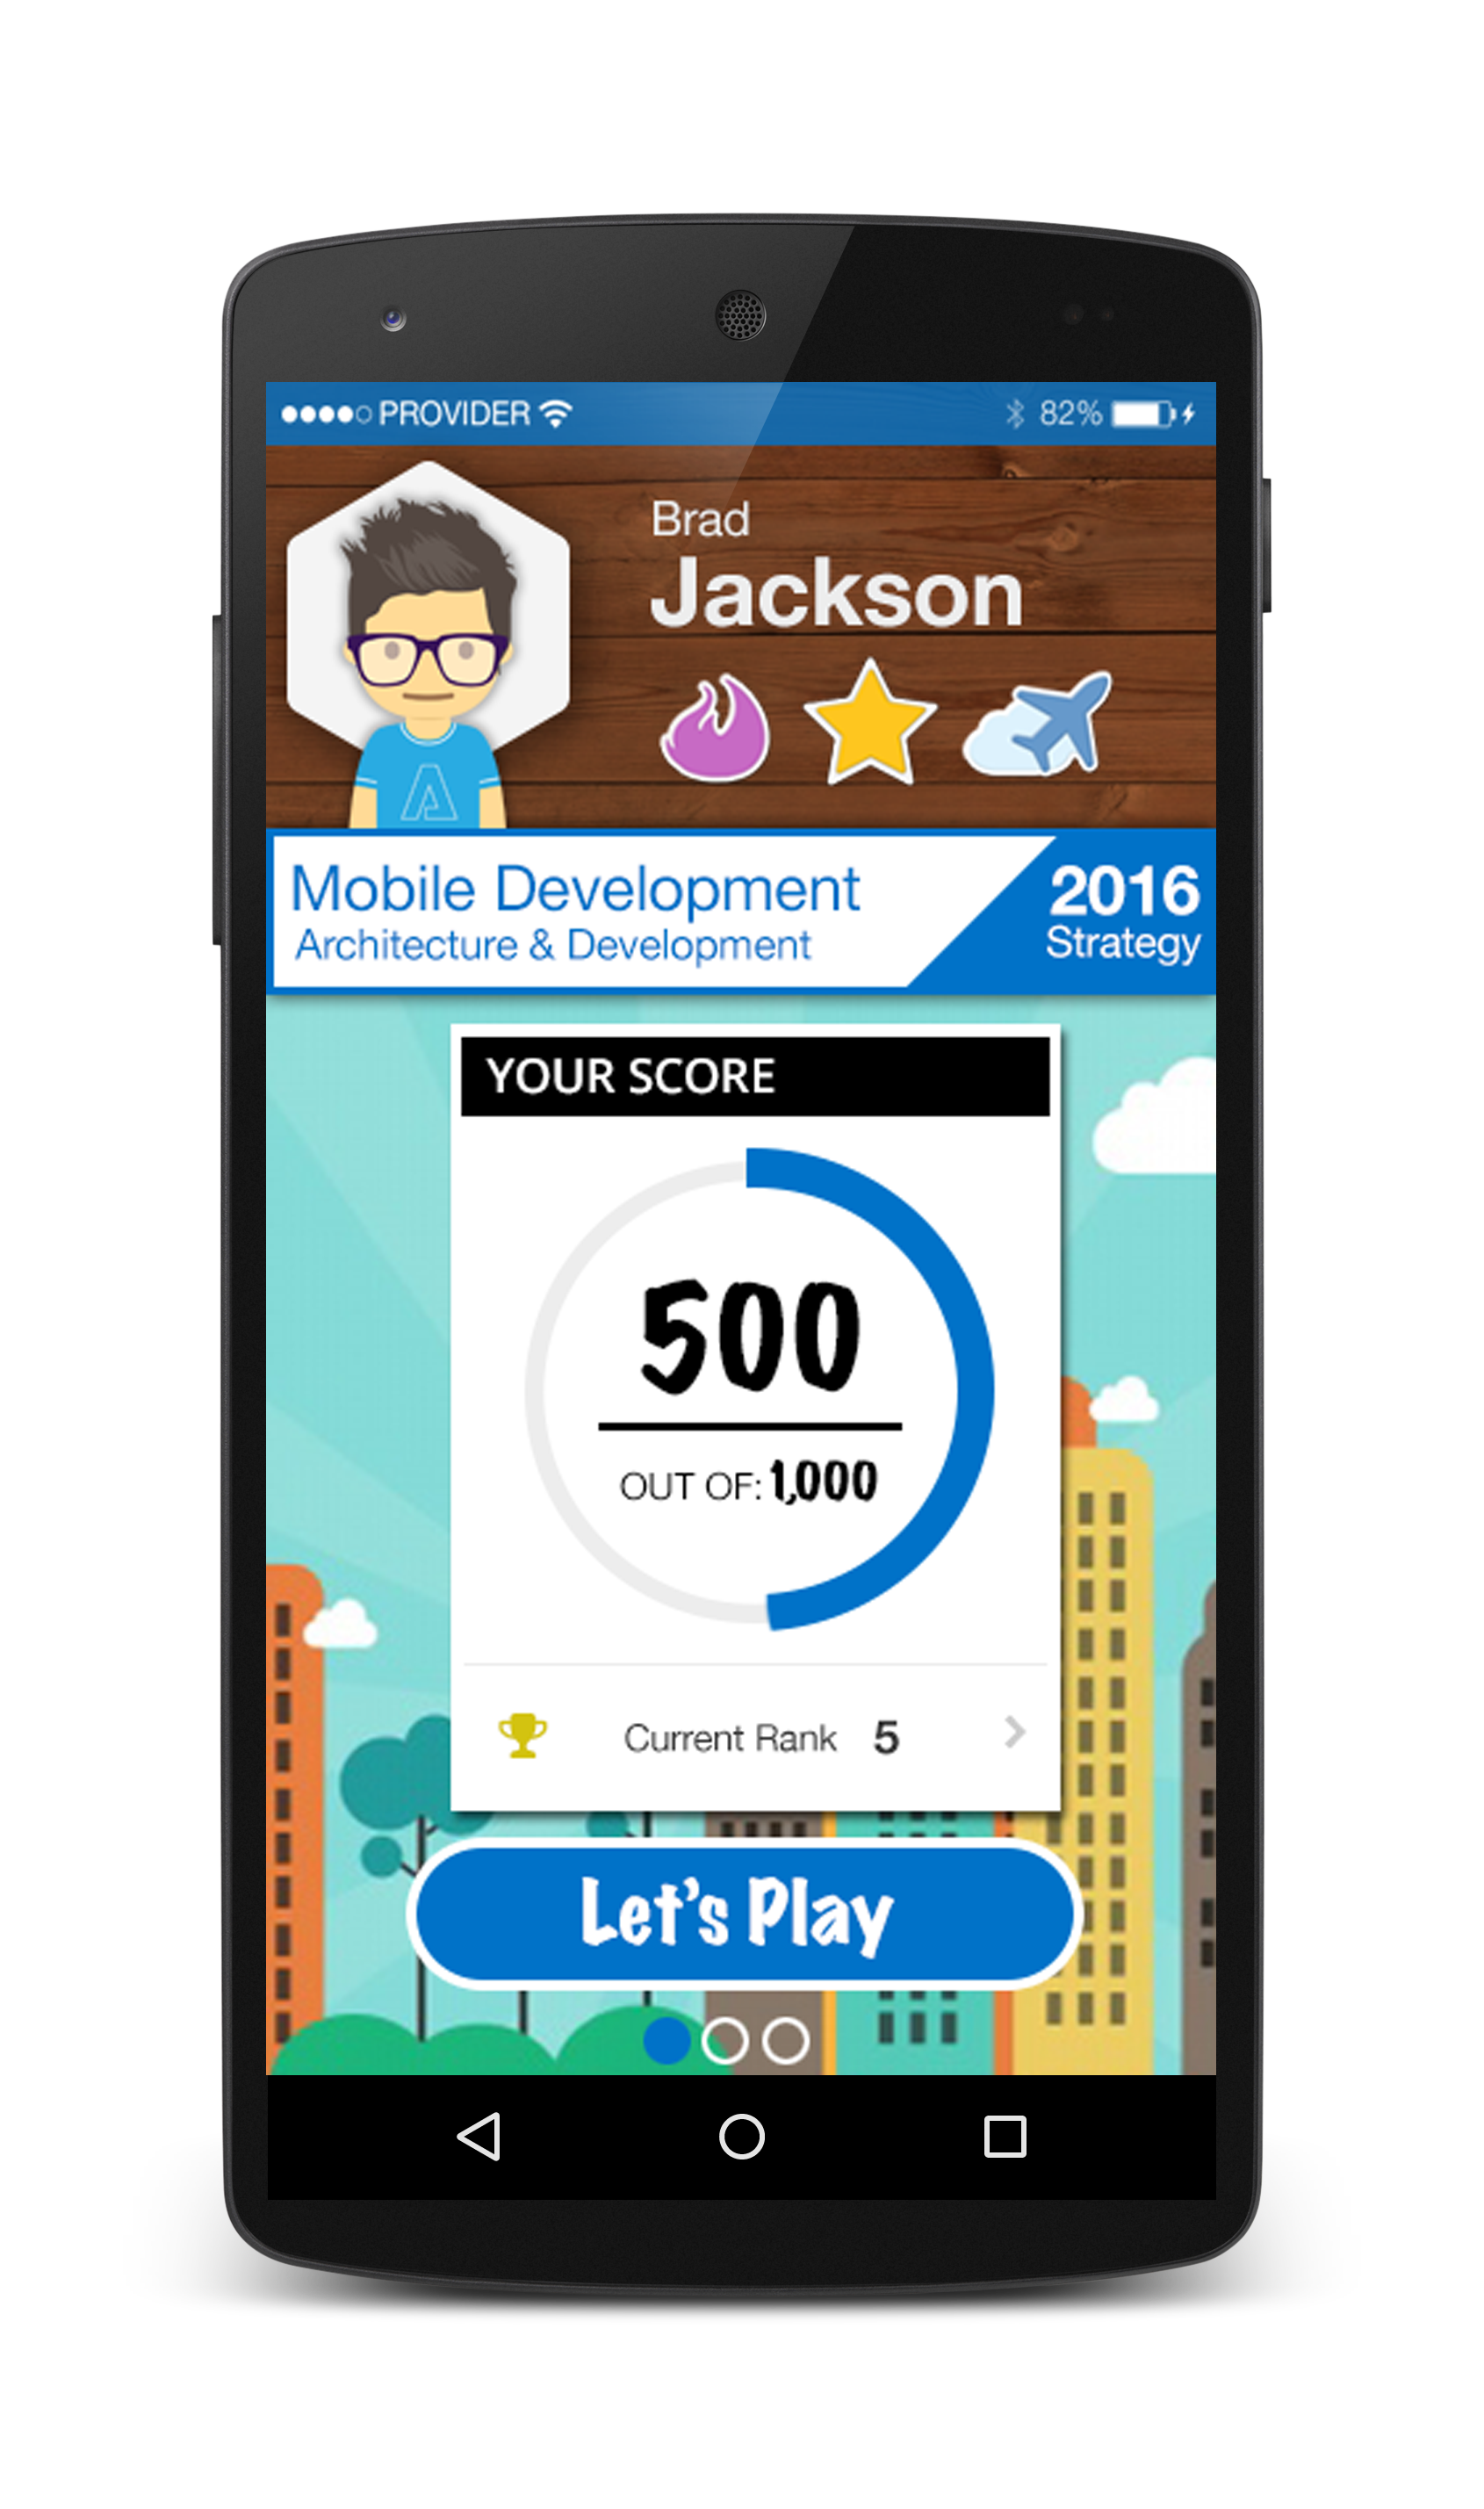 PROVIDER 82%
Brad
Jackson
A
Mobile Development
Architecture & Development
2016
Strategy
YOUR SCORE
500
OUT OF: 1,000
Current Rank 5
Let's Play